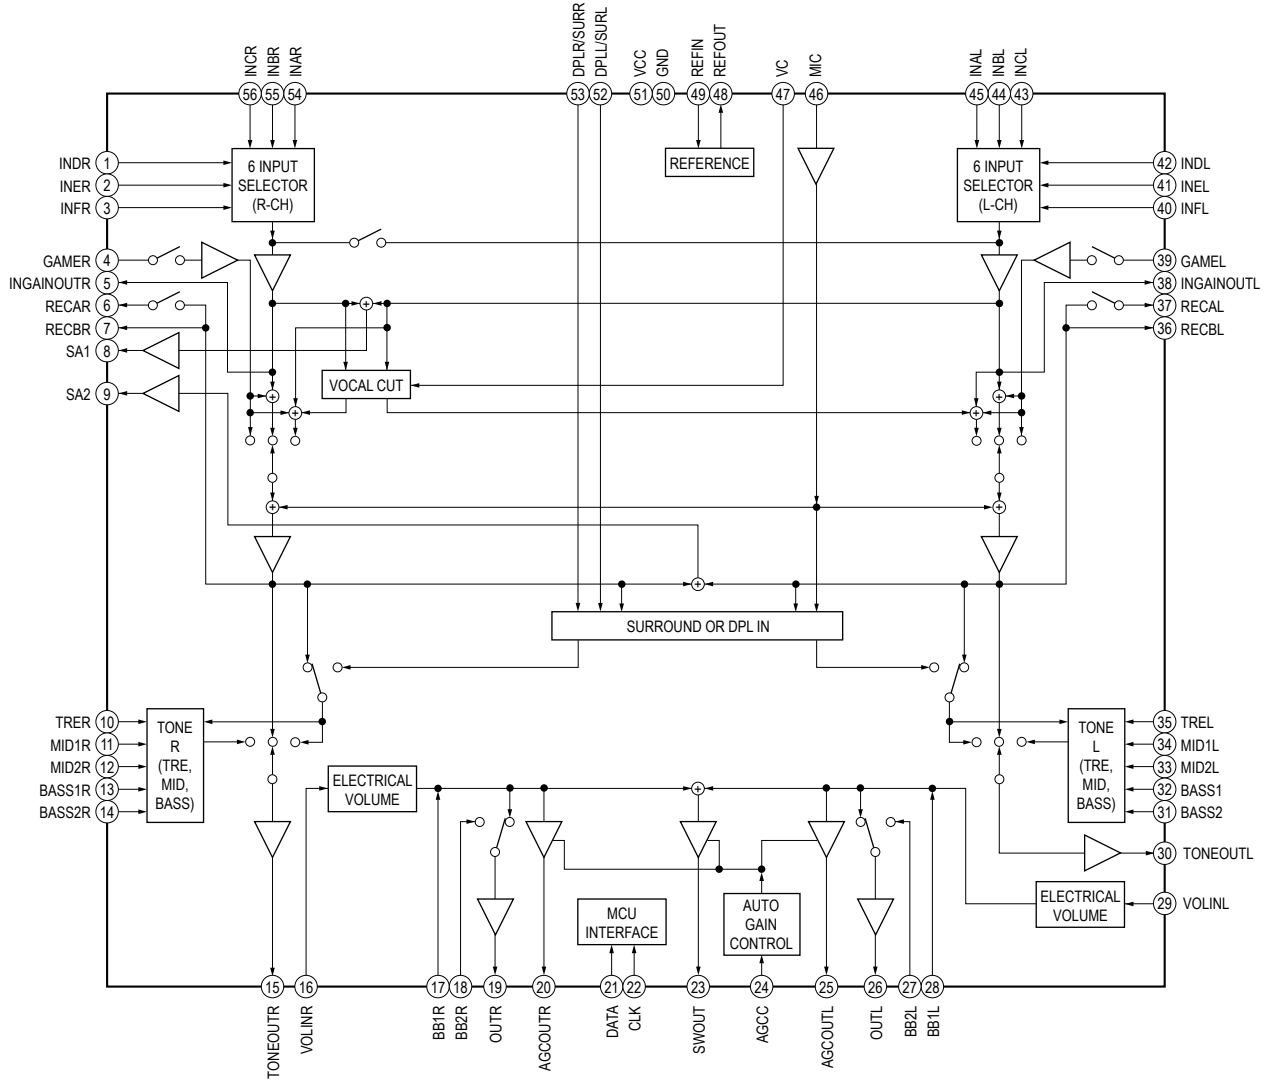 INCR
INBR
INAR
DPLR/SURR
DPLL/SURL
VCC
GND
REFIN
REFOUT
VC
MIC
INAL
INBL
INCL
56
55
54
53
52
51
50
49
48
47
46
45
44
43
INDR 1
INER 2
INFR 3
6 INPUT
SELECTOR
(R-CH)
REFERENCE
6 INPUT
SELECTOR
(L-CH)
42 INDL
41 INEL
40 INFL
GAMER 4
INGAINOUTR 5
RECAR 6
RECBR 7
SA1 8
SA2 9
39 GAMEL
38 INGAINOUTL
37 RECAL
36 RECBL
+
VOCAL CUT
+
+
+
+
+
+
+
SURROUND OR DPL IN
TRER 10
MID1R 11
MID2R 12
BASS1R 13
BASS2R 14
TONE
R
(TRE,
MID,
BASS)
TONE
L
(TRE,
MID,
BASS)
35 TREL
34 MID1L
33 MID2L
32 BASS1
31 BASS2
ELECTRICAL
VOLUME
+
30 TONEOUTL
ELECTRICAL
VOLUME
29 VOLINL
MCU
INTERFACE
AUTO
GAIN
CONTROL
15
16
17
18
19
20
21
22
23
24
25
26
27
28
TONEOUTR
VOLINR
BB1R
BB2R
OUTR
AGCOUTR
DATA
CLK
SWOUT
AGCC
AGCOUTL
OUTL
BB2L
BB1L